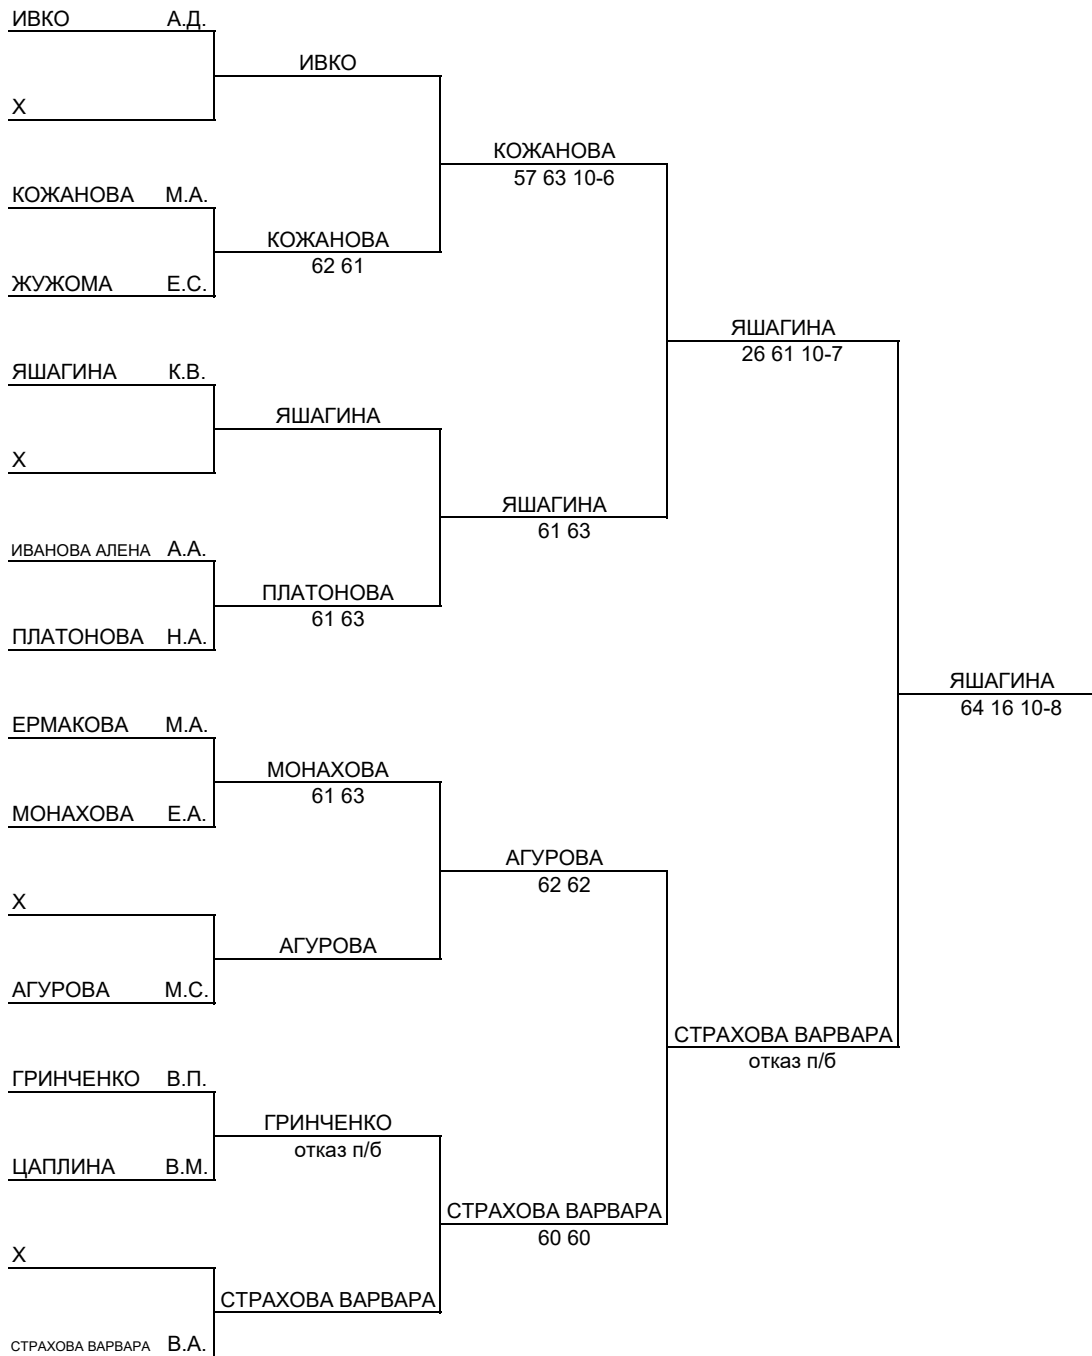 ИВКО А.Д.
ИВКО
X
КОЖАНОВА
57 63 10-6
КОЖАНОВА М.А.
КОЖАНОВА
62 61
ЖУЖОМА Е.С.
ЯШАГИНА
26 61 10-7
ЯШАГИНА К.В.
ЯШАГИНА
X
ЯШАГИНА
61 63
ИВАНОВА АЛЕНА А.А.
ПЛАТОНОВА
61 63
ПЛАТОНОВА Н.А.
ЯШАГИНА
64 16 10-8
ЕРМАКОВА М.А.
МОНАХОВА
61 63
МОНАХОВА Е.А.
АГУРОВА
62 62
X
АГУРОВА
АГУРОВА М.С.
СТРАХОВА ВАРВАРА
отказ п/б
ГРИНЧЕНКО В.П.
ГРИНЧЕНКО
отказ п/б
ЦАПЛИНА В.М.
СТРАХОВА ВАРВАРА
60 60
X
СТРАХОВА ВАРВАРА
СТРАХОВА ВАРВАРА В.А.